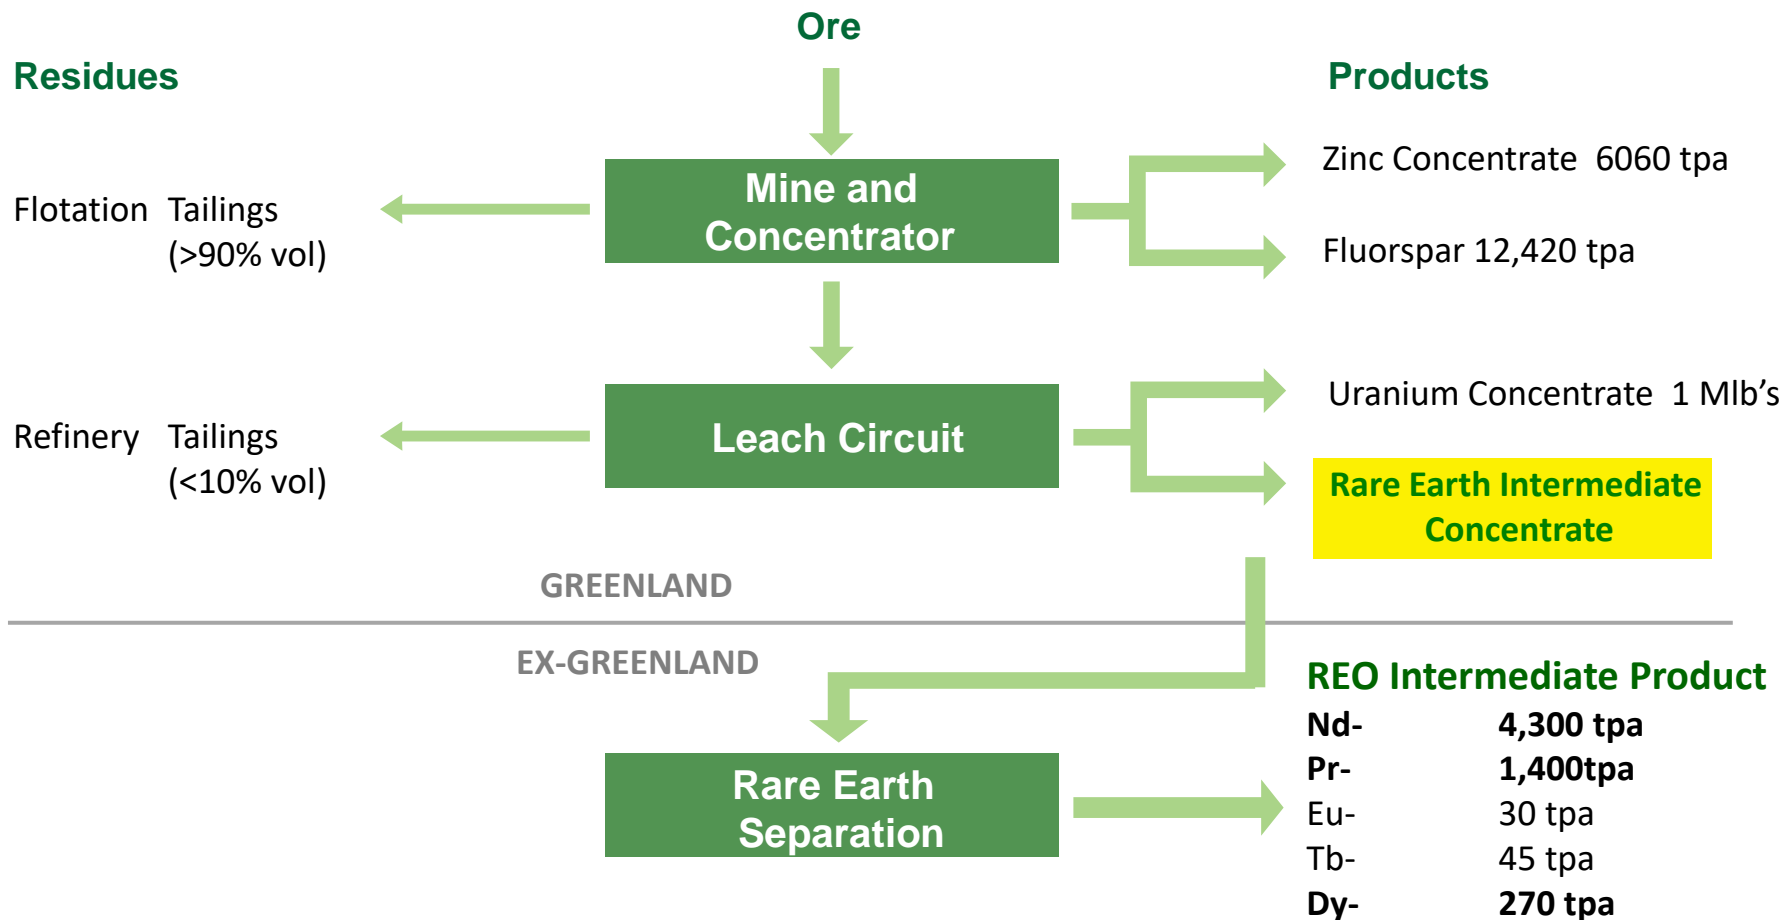 Ore
Residues
Products
Zinc Concentrate 6060 tpa
Mine and
Concentrator
Flotation Tailings
(>90% vol)
Fluorspar 12,420 tpa
Uranium Concentrate 1 Mlb's
Leach Circuit
Refinery Tailings
(<10% vol)
Rare Earth Intermediate
Concentrate
GREENLAND
EX-GREENLAND
REO Intermediate Product
Nd- 4,300 tpa
Pr- 1,400tpa
Eu- 30 tpa
Tb- 45 tpa
Dy- 270 tpa
Rare Earth
Separation